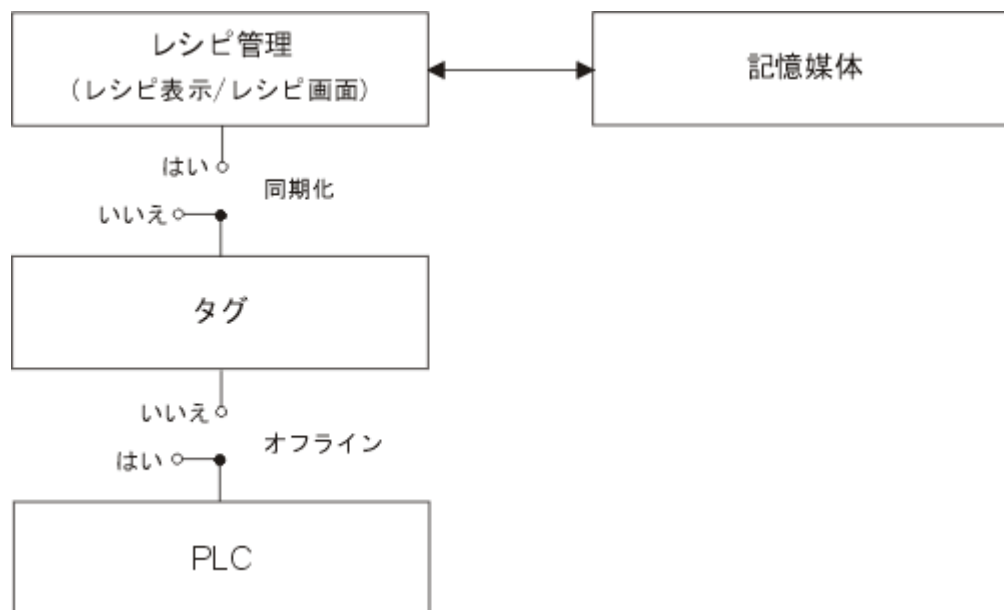 レシピ管理
(レシピ表示/レシピ画面)
記憶媒体
はい
同期化
いいえ
タグ
いいえ
オフライン
はい
PLC